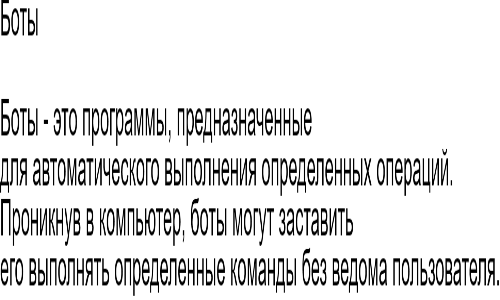 Боты
Боты - это программы, предназначенные
для автоматического выполнения определенных операций.
Проникнув в компьютер, боты могут заставить
его выполнять определенные команды без ведома пользователя.